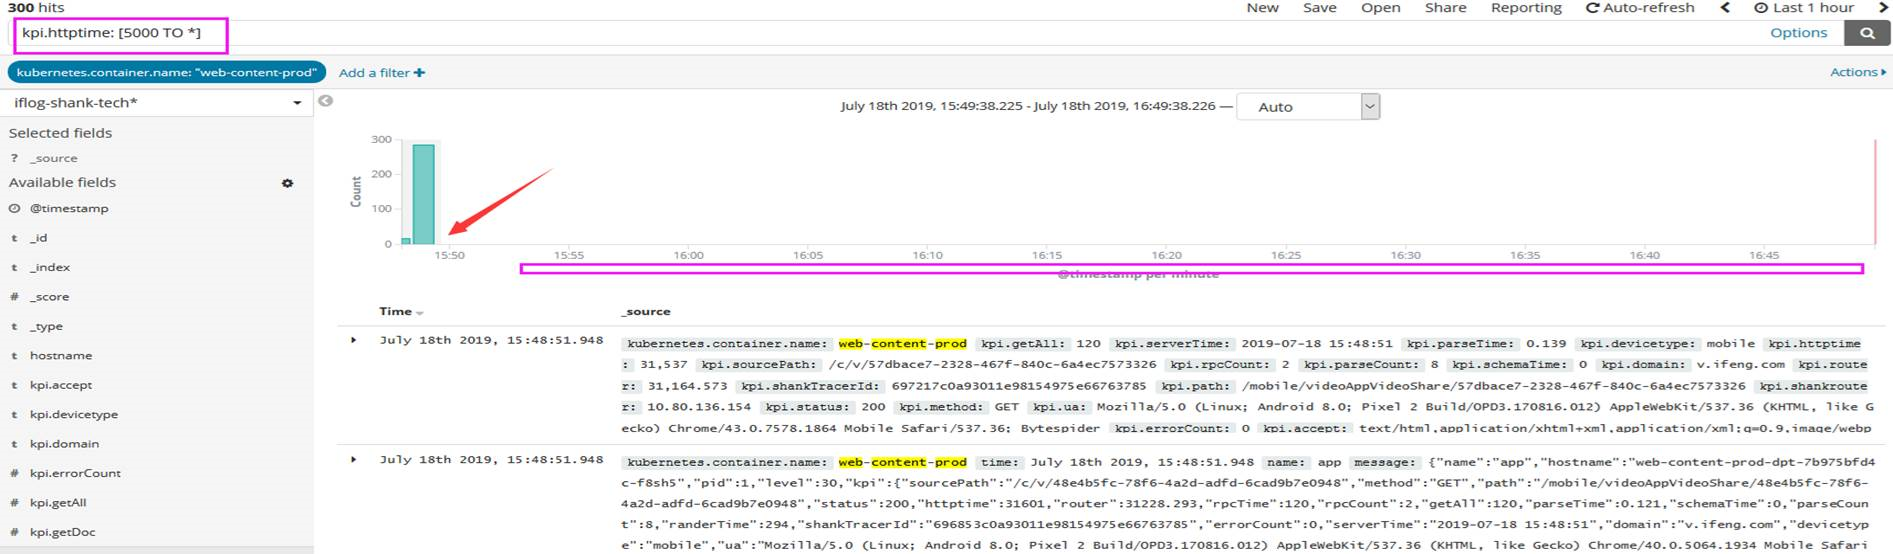 300 hits
New Save Open Share Reporting Auto-refresh Last 1 hour
kpi.httptime: [5000 TO *]
Options
kubernetes.container.name: "web-content-prod" Add a filter
Actions
iflog-shank-tech*
July 18th 2019, 15:49:38.225 - July 18th 2019, 16:49:38.226 — Auto
Selected fields
? _source
Available fields
@timestamp
t _id
t _index
# _score
t _type
t hostname
t kpi.accept
t kpi.devicetype
t kpi.domain
# kpi.errorCount
# kpi.getAll
# kpi.getDoc
Count
300
200
100
0
15:50 15:55 16:00 16:05 16:10 16:15 16:20 16:25 16:30 16:35 16:40 16:45
@timestamp per minute
Time _source
July 18th 2019, 15:48:51.948
kubernetes.container.name: web-content-prod kpi.getAll: 120 kpi.serverTime: 2019-07-18 15:48:51 kpi.parseTime: 0.139 kpi.devicetype: mobile kpi.httptime
: 31,537 kpi.sourcePath: /c/v/57dbace7-2328-467f-840c-6a4ec7573326 kpi.rpcCount: 2 kpi.parseCount: 8 kpi.schemaTime: 0 kpi.domain: v.ifeng.com kpi.route
r: 31,164.573 kpi.shankTracerId: 697217c0a93011e98154975e66763785 kpi.path: /mobile/videoAppVideoShare/57dbace7-2328-467f-840c-6a4ec7573326 kpi.shankroute
r: 10.80.136.154 kpi.status: 200 kpi.method: GET kpi.ua: Mozilla/5.0 (Linux; Android 8.0; Pixel 2 Build/OPD3.170816.012) AppleWebKit/537.36 (KHTML, like G
ecko) Chrome/43.0.7578.1864 Mobile Safari/537.36; Bytespider kpi.errorCount: 0 kpi.accept: text/html,application/xhtml+xml,application/xml;q=0.9,image/webp
July 18th 2019, 15:48:51.948
kubernetes.container.name: web-content-prod time: July 18th 2019, 15:48:51.948 name: app message: {"name":"app","hostname":"web-content-prod-dpt-7b975bfd4
c-f8sh5","pid":1,"level":30,"kpi":{"sourcePath":"/c/v/48e4b5fc-78f6-4a2d-adfd-6cad9b7e0948","method":"GET","path":"/mobile/videoAppVideoShare/48e4b5fc-78f6-
4a2d-adfd-6cad9b7e0948","status":200,"httptime":31601,"router":31228.293,"rpcTime":120,"rpcCount":2,"getAll":120,"parseTime":0.121,"schemaTime":0,"parseCoun
t":8,"randerTime":294,"shankTracerId":"696853c0a93011e98154975e66763785","errorCount":0,"serverTime":"2019-07-18 15:48:51","domain":"v.ifeng.com","devicetyp
e":"mobile","ua":"Mozilla/5.0 (Linux; Android 8.0; Pixel 2 Build/OPD3.170816.012) AppleWebKit/537.36 (KHTML, like Gecko) Chrome/40.0.5064.1934 Mobile Safari